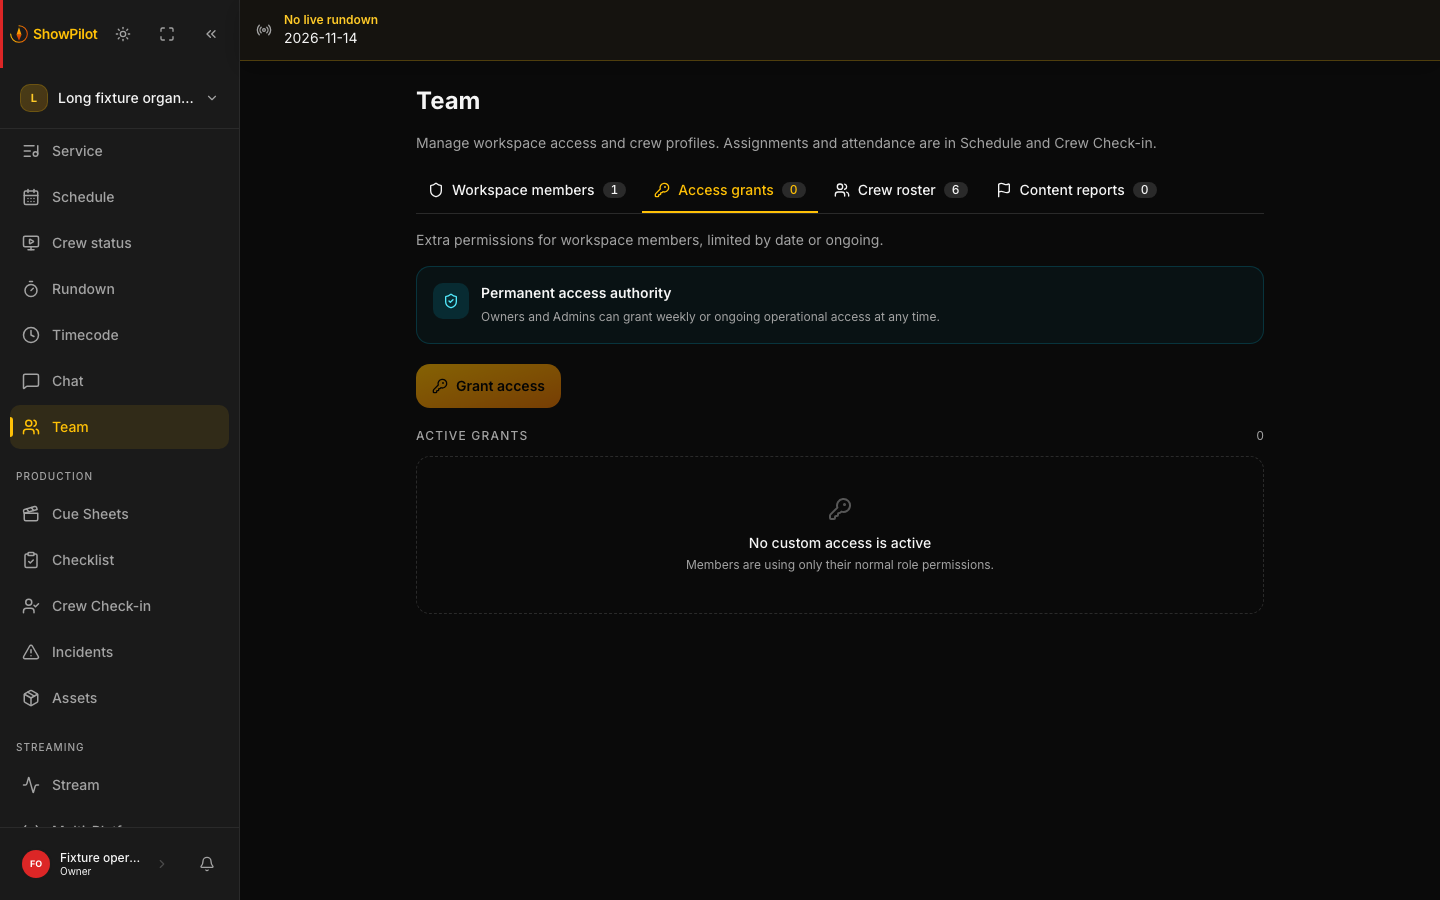 ShowPilot
No live rundown
2026-11-14
L
Long fixture organ...
Service
Schedule
Crew status
Rundown
Timecode
Chat
Team
PRODUCTION
Cue Sheets
Checklist
Crew Check-in
Incidents
Assets
STREAMING
Stream
FO
Fixture oper...
Owner
Team
Manage workspace access and crew profiles. Assignments and attendance are in Schedule and Crew Check-in.
Workspace members 1
Access grants 0
Crew roster 6
Content reports 0
Extra permissions for workspace members, limited by date or ongoing.
Permanent access authority
Owners and Admins can grant weekly or ongoing operational access at any time.
Grant access
ACTIVE GRANTS 0
No custom access is active
Members are using only their normal role permissions.